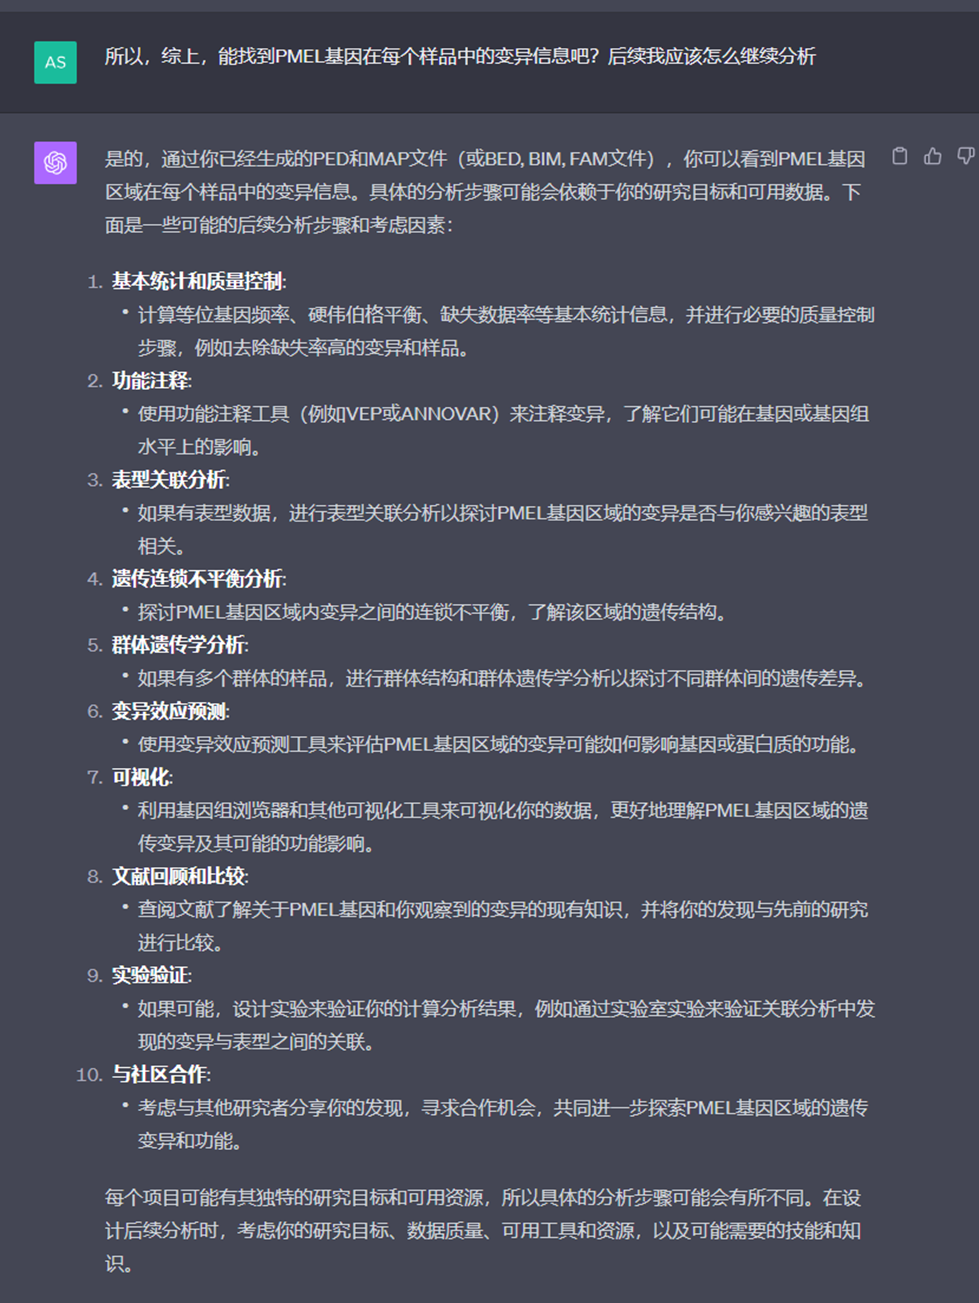 AS
所以，综上，能找到PMEL基因在每个样品中的变异信息吧？后续我应该怎么继续分析
是的，通过你已经生成的PED和MAP文件（或BED, BIM, FAM文件），你可以看到PMEL基因
区域在每个样品中的变异信息。具体的分析步骤可能会依赖于你的研究目标和可用数据。下
面是一些可能的后续分析步骤和考虑因素：
1. 基本统计和质量控制:
• 计算等位基因频率、硬伟伯格平衡、缺失数据率等基本统计信息，并进行必要的质量控制
步骤，例如去除缺失率高的变异和样品。
2. 功能注释:
• 使用功能注释工具（例如VEP或ANNOVAR）来注释变异，了解它们可能在基因或基因组
水平上的影响。
3. 表型关联分析:
• 如果有表型数据，进行表型关联分析以探讨PMEL基因区域的变异是否与你感兴趣的表型
相关。
4. 遗传连锁不平衡分析:
• 探讨PMEL基因区域内变异之间的连锁不平衡，了解该区域的遗传结构。
5. 群体遗传学分析:
• 如果有多个群体的样品，进行群体结构和群体遗传学分析以探讨不同群体间的遗传差异。
6. 变异效应预测:
• 使用变异效应预测工具来评估PMEL基因区域的变异可能如何影响基因或蛋白质的功能。
7. 可视化:
• 利用基因组浏览器和其他可视化工具来可视化你的数据，更好地理解PMEL基因区域的遗
传变异及其可能的功能影响。
8. 文献回顾和比较:
• 查阅文献了解关于PMEL基因和你观察到的变异的现有知识，并将你的发现与先前的研究
进行比较。
9. 实验验证:
• 如果可能，设计实验来验证你的计算分析结果，例如通过实验室实验来验证关联分析中发
现的变异与表型之间的关联。
10. 与社区合作:
• 考虑与其他研究者分享你的发现，寻求合作机会，共同进一步探索PMEL基因区域的遗传
变异和功能。
每个项目可能有其独特的研究目标和可用资源，所以具体的分析步骤可能会有所不同。在设
计后续分析时，考虑你的研究目标、数据质量、可用工具和资源，以及可能需要的技能和知
识。